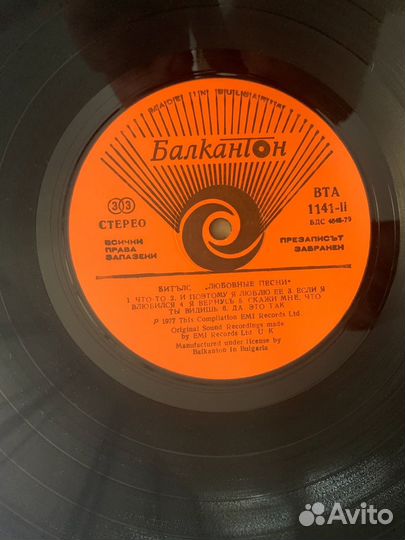 MADE IN BULGARIA
Балкантон
33
СТЕРЕО
ВТА
1141-II
БДС 4848-79
ВСИЧКИ
ПРАВА
ЗАПАЗЕНИ
ПРЕЗАПИСЪТ
ЗАБРАНЕН
БИТЪЛС „ЛЮБОВНЫЕ ПЕСНИ"
1. ЧТО-ТО 2. И ПОЭТОМУ Я ЛЮБЛЮ ЕЕ 3. ЕСЛИ Я
ВЛЮБИЛСЯ 4. Я ВЕРНУСЬ 5. СКАЖИ МНЕ, ЧТО
ТЫ ВИДИШЬ 6. ДА, ЭТО ТАК
P 1977 This Compilation EMI Records Ltd.
Original Sound Recordings made
by EMI Records Ltd. U K
Manufactured under license by
Balkanton in Bulgaria
Avito